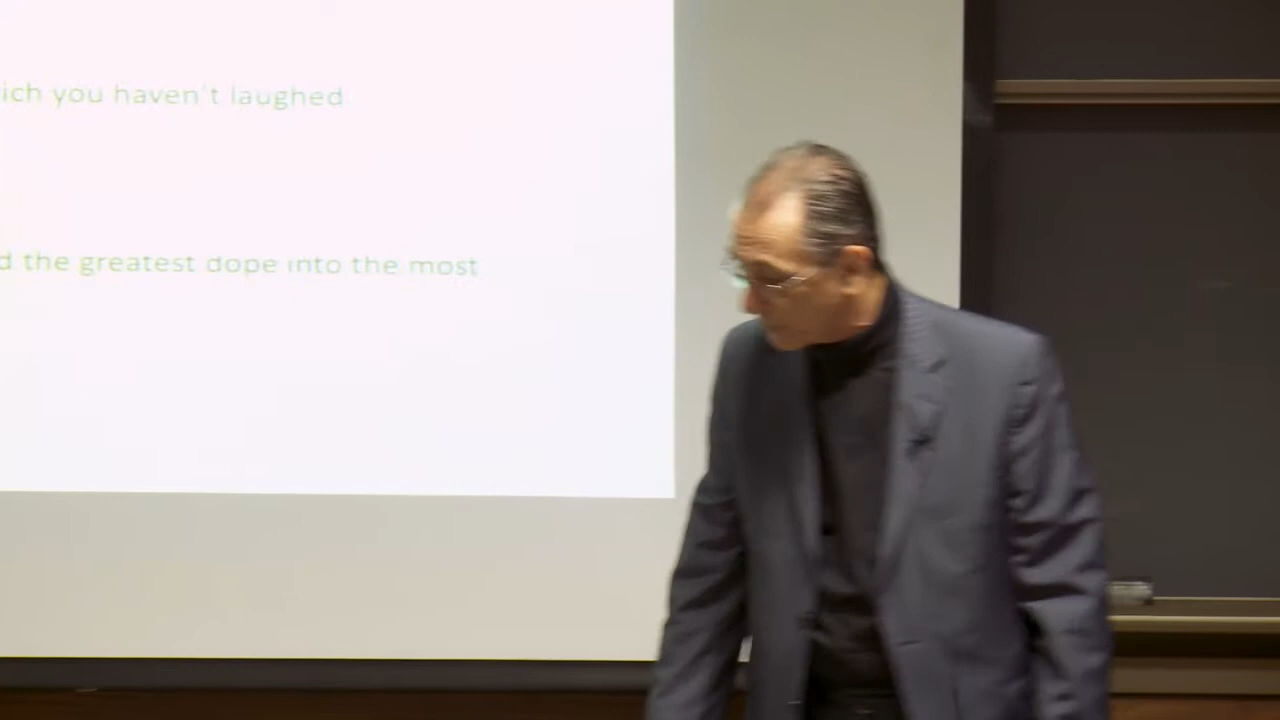 ich you haven't laughed
d the greatest dope into the most